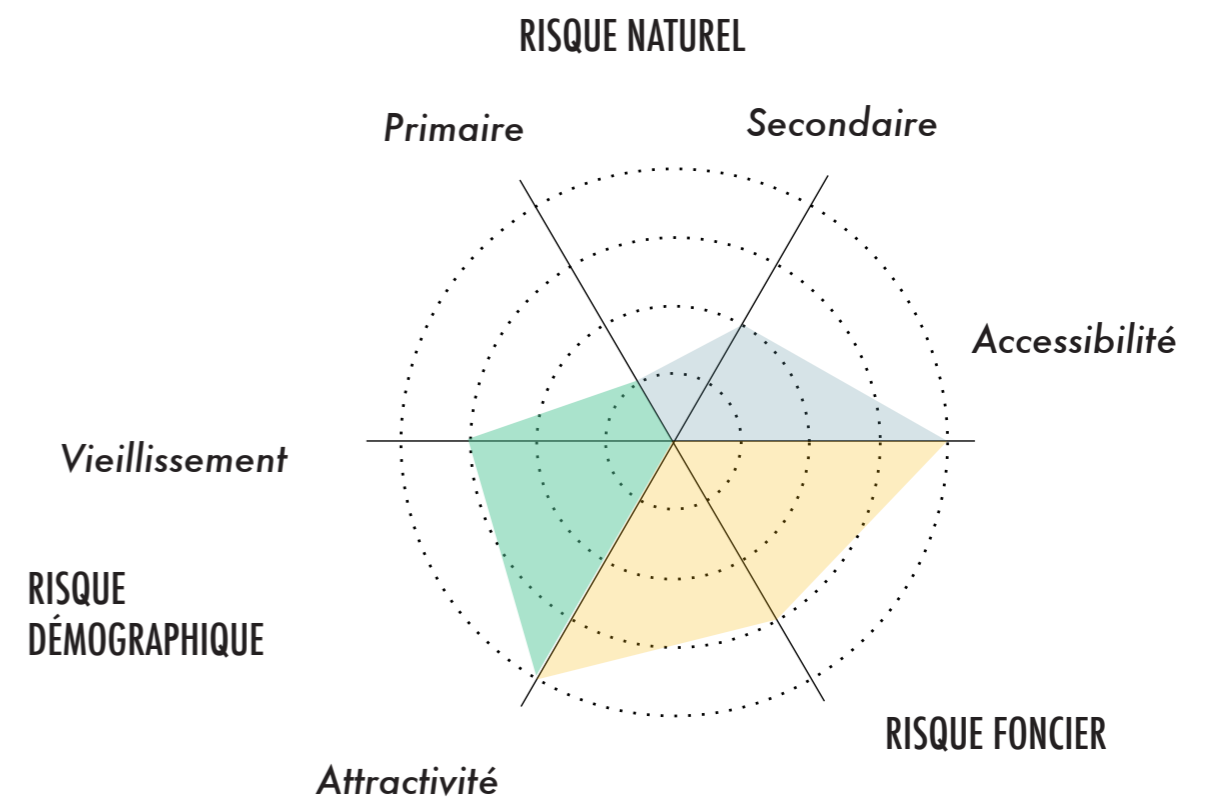 RISQUE NATUREL
Primaire
Secondaire
Accessibilité
Vieillissement
RISQUE
DÉMOGRAPHIQUE
RISQUE FONCIER
Attractivité